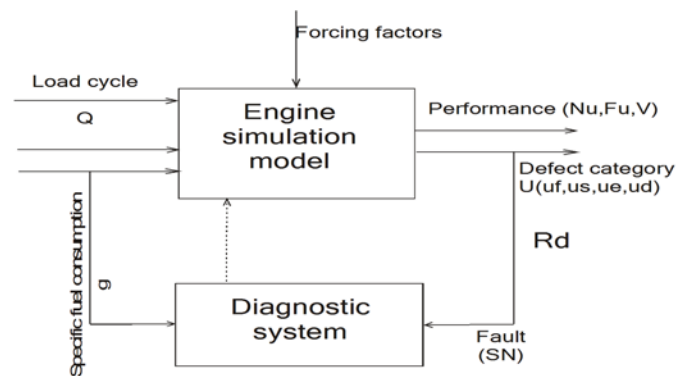 Forcing factors
Load cycle
Q
Engine
simulation
model
Performance (Nu,Fu,V)
Defect category
U(uf,us,ue,ud)
Rd
Specific fuel consumption
g
Diagnostic
system
Fault
(SN)